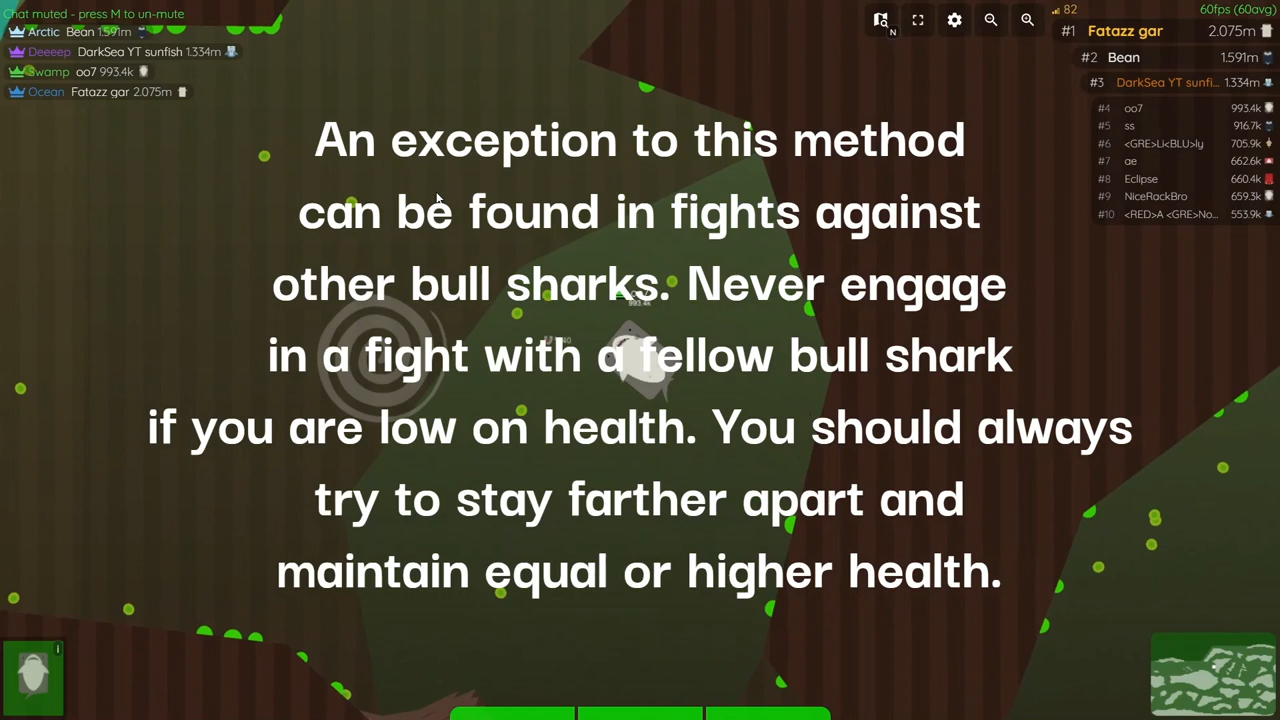 Chat muted - press M to un-mute
Arctic Bean 1.591m
Deeeep DarkSea YT sunfish 1.334m
Swamp oo7 993.4k
Ocean Fatazz gar 2.075m
N
82
60fps (60avg)
#1 Fatazz gar 2.075m
#2 Bean 1.591m
#3 DarkSea YT sunfi... 1.334m
#4 oo7 993.4k
#5 ss 916.7k
#6 <GRE>Li<BLU>ly 705.9k
#7 ae 662.6k
#8 Eclipse 660.4k
#9 NiceRackBro 659.3k
#10 <RED>A <GRE>No... 553.9k
An exception to this method
can be found in fights against
other bull sharks. Never engage
in a fight with a fellow bull shark
if you are low on health. You should always
try to stay farther apart and
maintain equal or higher health.
i